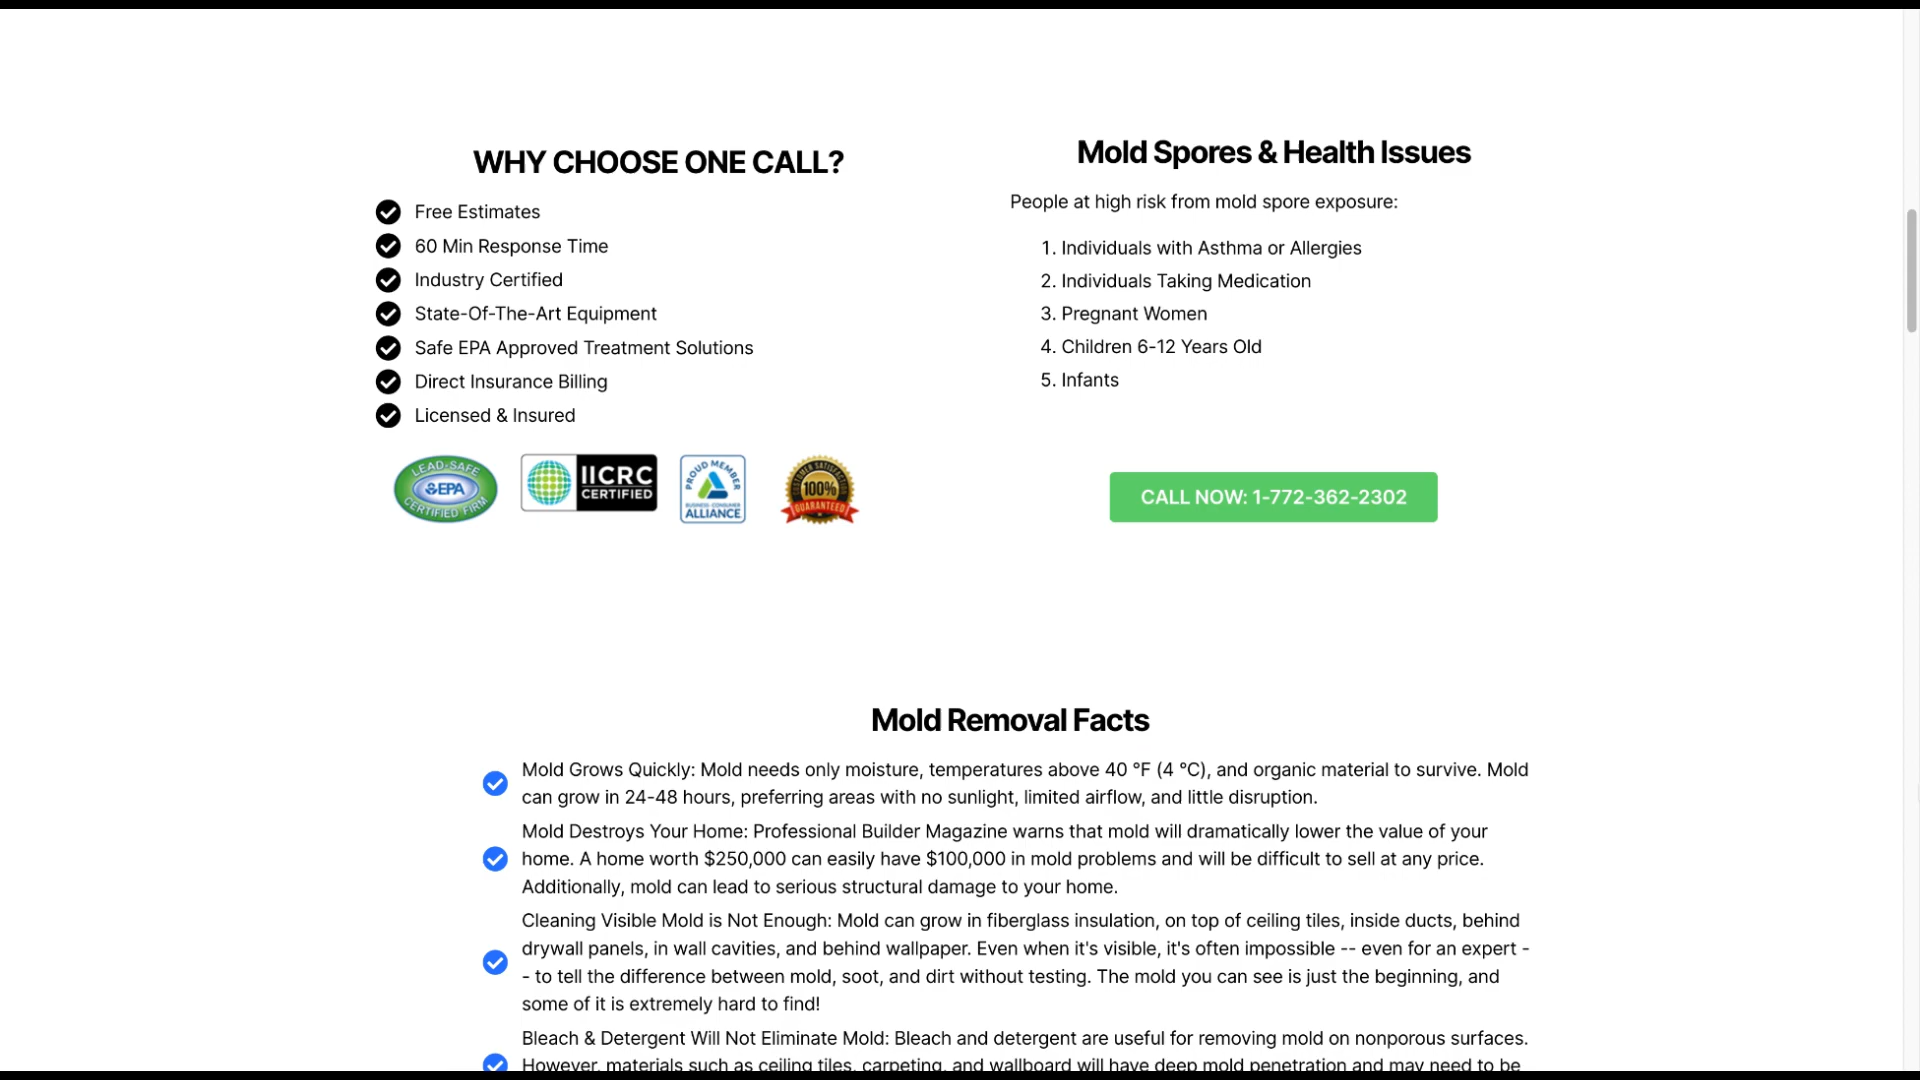 WHY CHOOSE ONE CALL?
Free Estimates
60 Min Response Time
Industry Certified
State-Of-The-Art Equipment
Safe EPA Approved Treatment Solutions
Direct Insurance Billing
Licensed & Insured
LEAD-SAFE
EPA
CERTIFIED FIRM
IICRC
CERTIFIED
PROUD MEMBER
BUSINESS CONSUMER
ALLIANCE
CUSTOMER SATISFACTION
100%
GUARANTEED
Mold Spores & Health Issues
People at high risk from mold spore exposure:
1. Individuals with Asthma or Allergies
2. Individuals Taking Medication
3. Pregnant Women
4. Children 6-12 Years Old
5. Infants
CALL NOW: 1-772-362-2302
Mold Removal Facts
Mold Grows Quickly: Mold needs only moisture, temperatures above 40 °F (4 °C), and organic material to survive. Mold
can grow in 24-48 hours, preferring areas with no sunlight, limited airflow, and little disruption.
Mold Destroys Your Home: Professional Builder Magazine warns that mold will dramatically lower the value of your
home. A home worth $250,000 can easily have $100,000 in mold problems and will be difficult to sell at any price.
Additionally, mold can lead to serious structural damage to your home.
Cleaning Visible Mold is Not Enough: Mold can grow in fiberglass insulation, on top of ceiling tiles, inside ducts, behind
drywall panels, in wall cavities, and behind wallpaper. Even when it's visible, it's often impossible -- even for an expert -
- to tell the difference between mold, soot, and dirt without testing. The mold you can see is just the beginning, and
some of it is extremely hard to find!
Bleach & Detergent Will Not Eliminate Mold: Bleach and detergent are useful for removing mold on nonporous surfaces.
However, materials such as ceiling tiles, carpeting, and wallboard will have deep mold penetration and may need to be